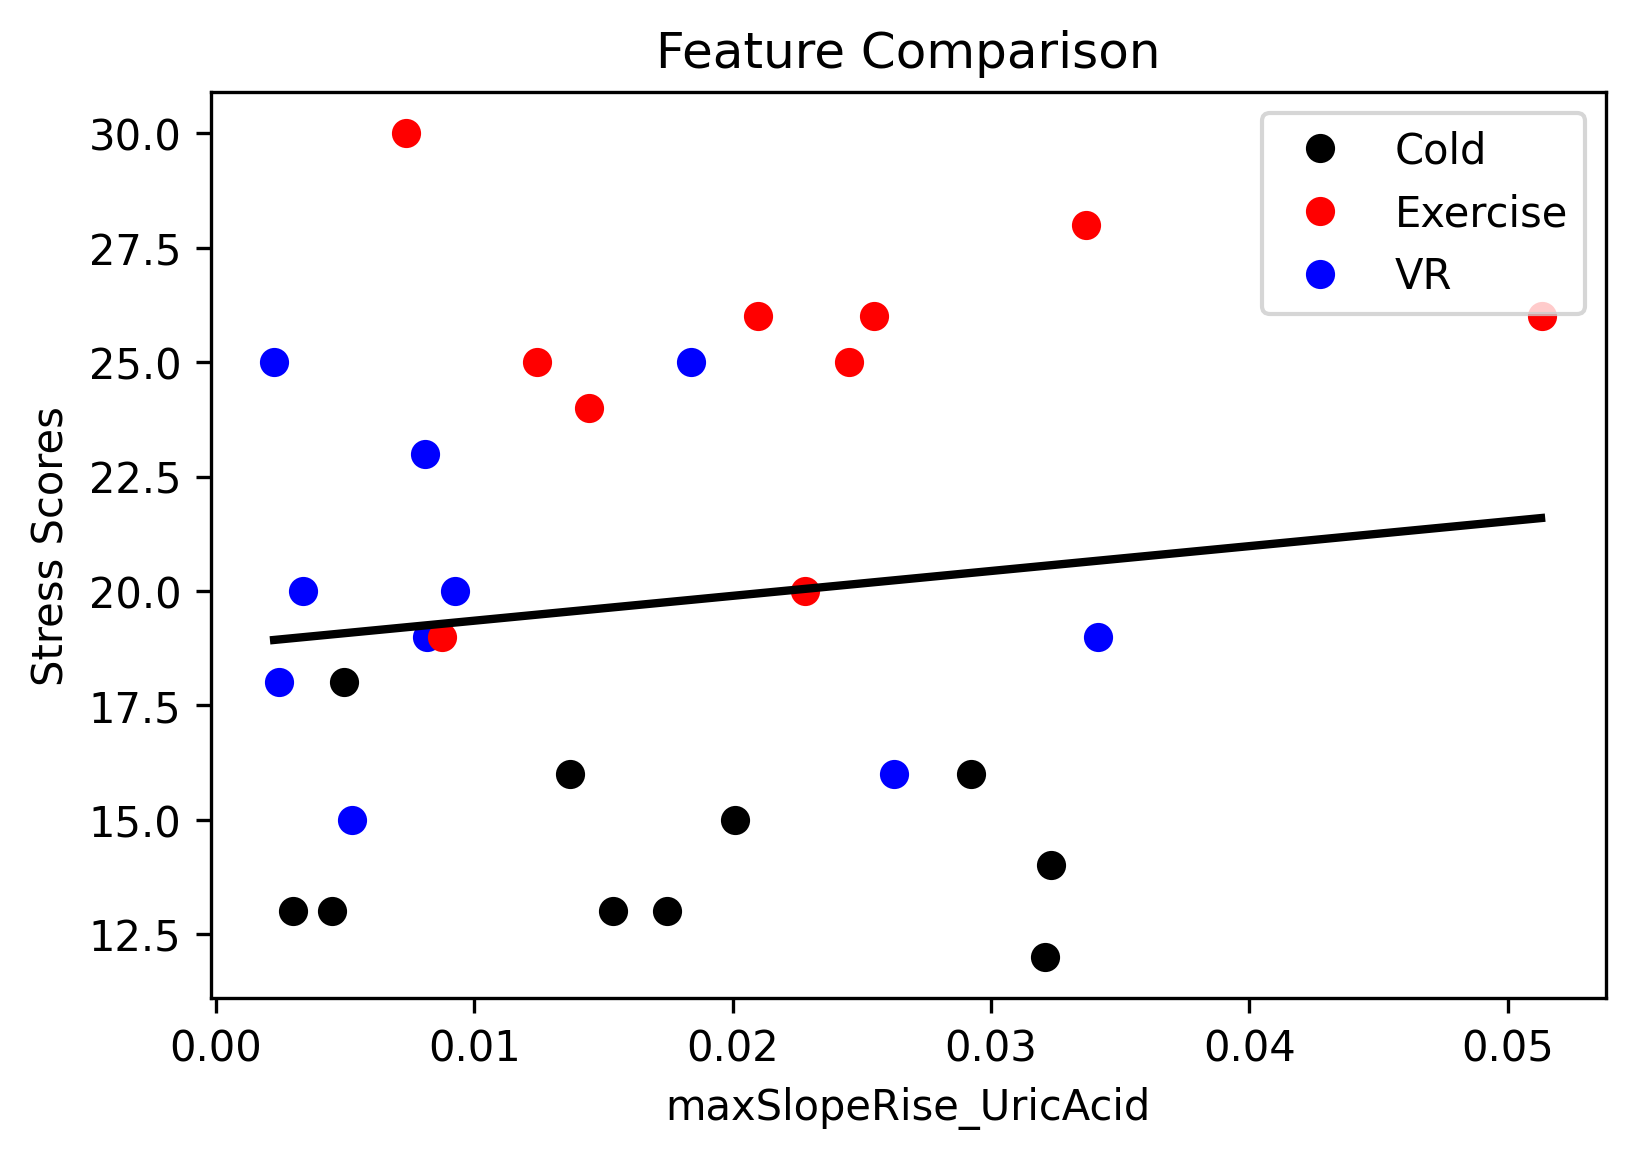 Feature Comparison
Cold
Exercise
VR
30.0
27.5
25.0
22.5
20.0
17.5
15.0
12.5
Stress Scores
0.00 0.01 0.02 0.03 0.04 0.05
maxSlopeRise_UricAcid